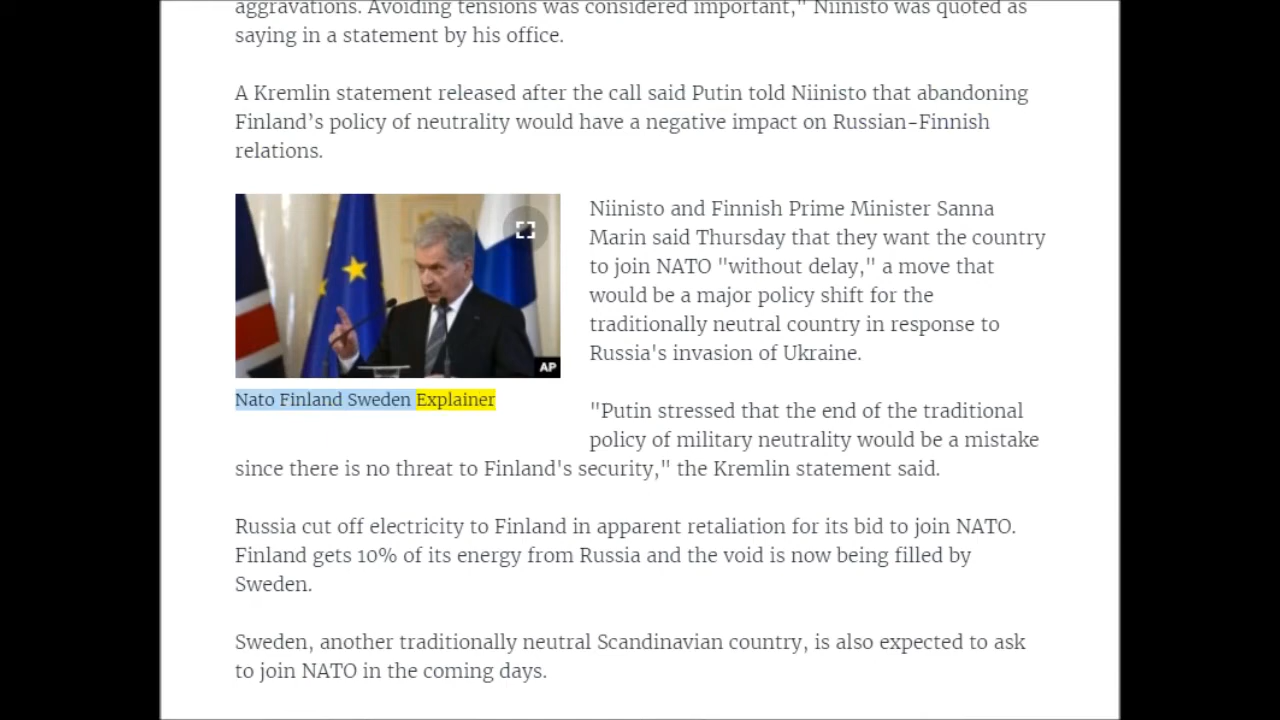 aggravations. Avoiding tensions was considered important," Niinisto was quoted as
saying in a statement by his office.
A Kremlin statement released after the call said Putin told Niinisto that abandoning
Finland’s policy of neutrality would have a negative impact on Russian-Finnish
relations.
AP
Nato Finland Sweden Explainer
Niinisto and Finnish Prime Minister Sanna
Marin said Thursday that they want the country
to join NATO "without delay," a move that
would be a major policy shift for the
traditionally neutral country in response to
Russia's invasion of Ukraine.
"Putin stressed that the end of the traditional
policy of military neutrality would be a mistake
since there is no threat to Finland's security," the Kremlin statement said.
Russia cut off electricity to Finland in apparent retaliation for its bid to join NATO.
Finland gets 10% of its energy from Russia and the void is now being filled by
Sweden.
Sweden, another traditionally neutral Scandinavian country, is also expected to ask
to join NATO in the coming days.